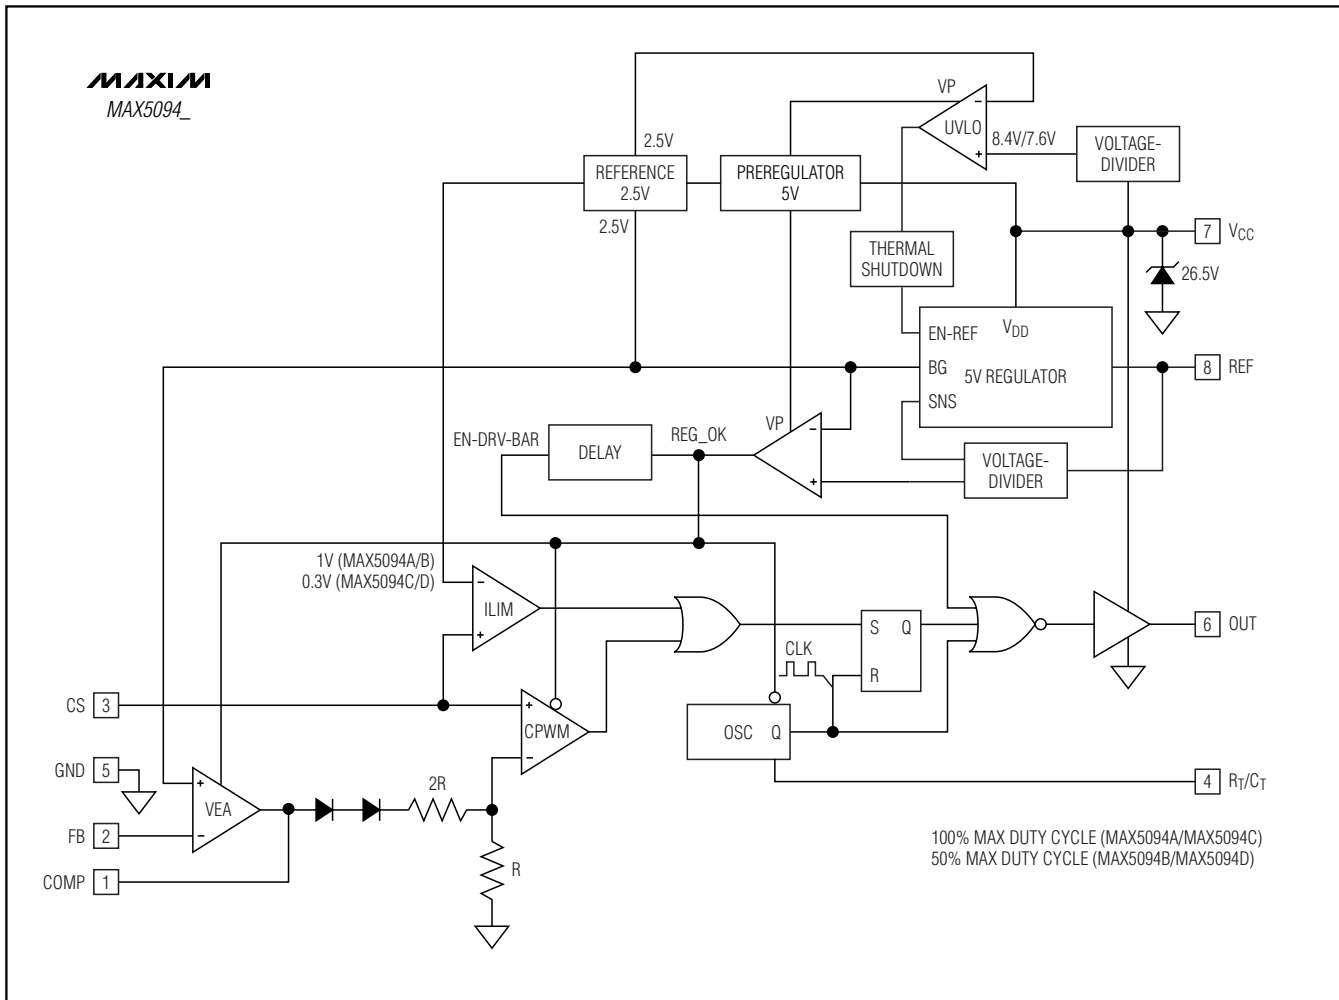 MAXIM
MAX5094_
VP
-
UVLO
+
8.4V/7.6V
VOLTAGE-
DIVIDER
2.5V
REFERENCE
2.5V
2.5V
PREREGULATOR
5V
7
VCC
THERMAL
SHUTDOWN
26.5V
EN-REF
VDD
BG
5V REGULATOR
SNS
8
REF
VP
-
+
EN-DRV-BAR
DELAY
REG_OK
VOLTAGE-
DIVIDER
1V (MAX5094A/B)
0.3V (MAX5094C/D)
-
ILIM
+
S
Q
R
CLK
6
OUT
CS
3
+
CPWM
-
OSC
Q
GND
5
4
RT/CT
+
VEA
-
2R
FB
2
R
COMP
1
100% MAX DUTY CYCLE (MAX5094A/MAX5094C)
50% MAX DUTY CYCLE (MAX5094B/MAX5094D)